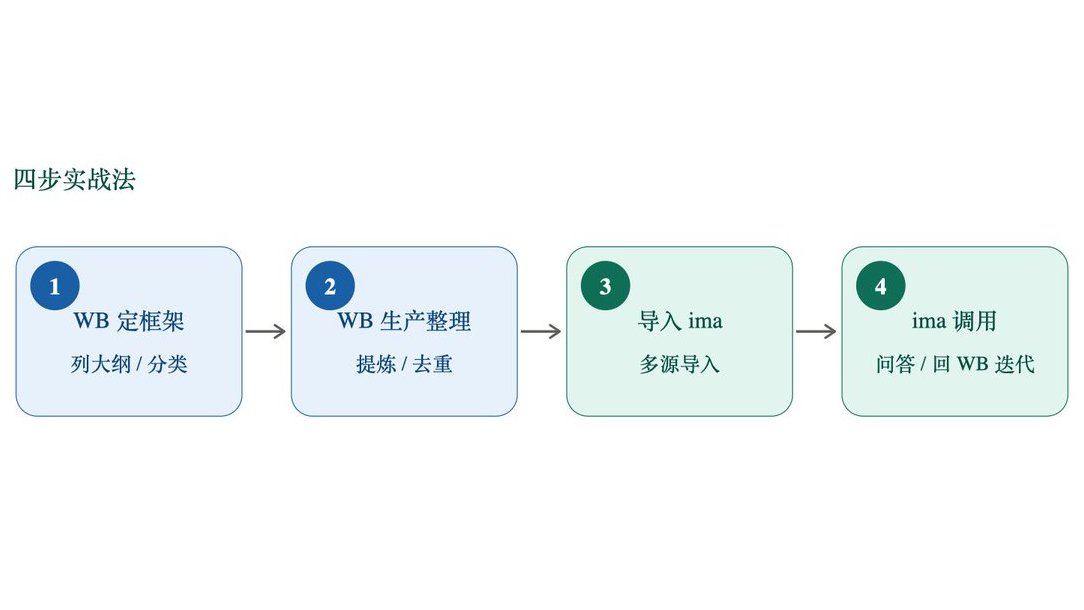 四步实战法
1
WB 定框架
列大纲 / 分类
2
WB 生产整理
提炼 / 去重
3
导入 ima
多源导入
4
ima 调用
问答 / 回 WB 迭代